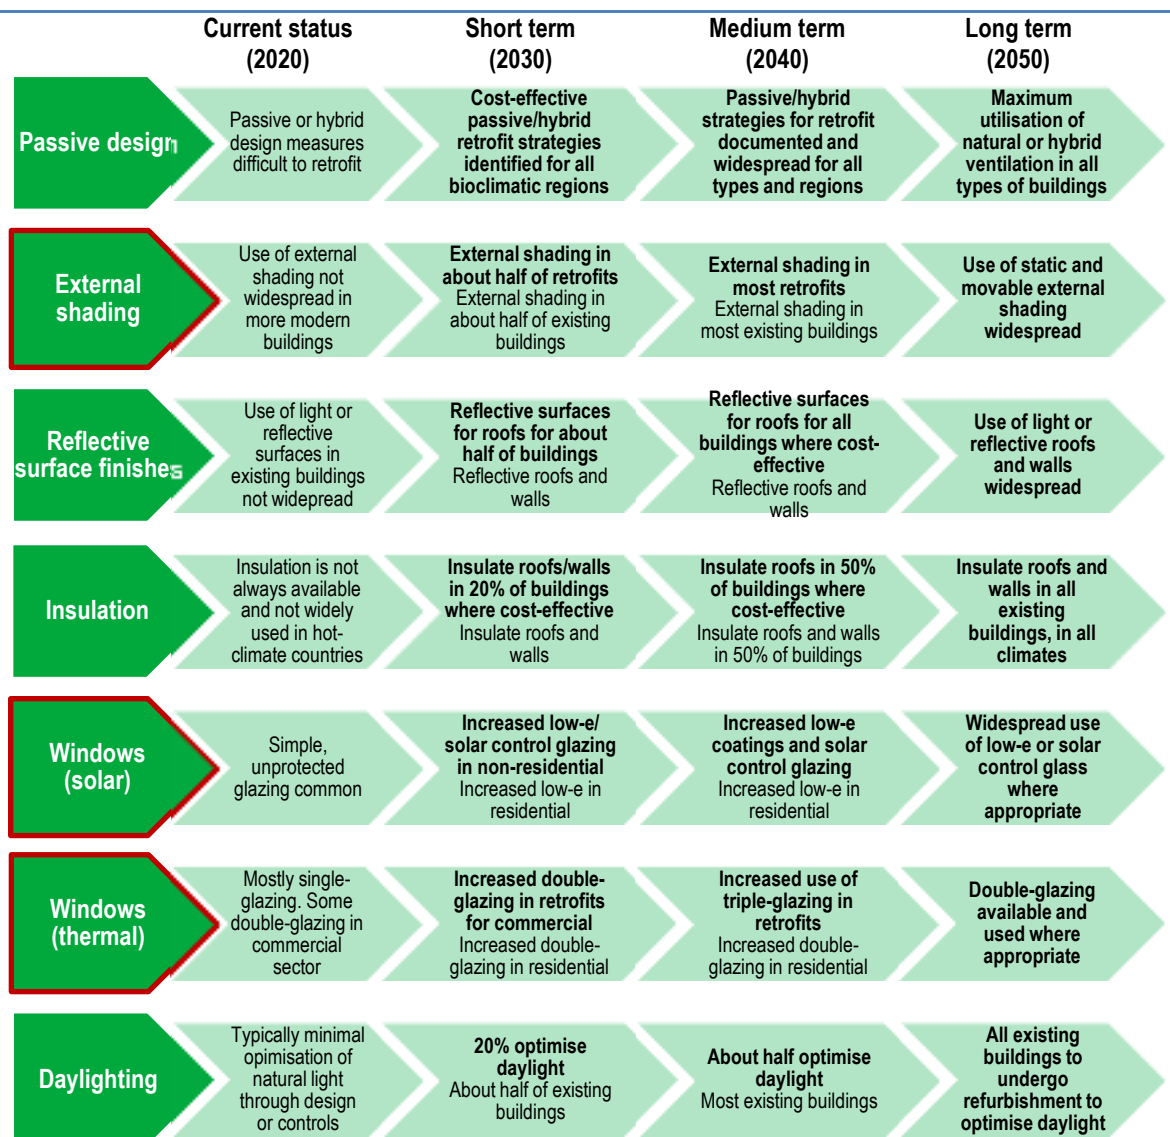 Current status
(2020)
Short term
(2030)
Medium term
(2040)
Long term
(2050)
Passive design
Passive or hybrid
design measures
difficult to retrofit
Cost-effective
passive/hybrid
retrofit strategies
identified for all
bioclimatic regions
Passive/hybrid
strategies for retrofit
documented and
widespread for all
types and regions
Maximum
utilisation of
natural or hybrid
ventilation in all
types of buildings
External
shading
Use of external
shading not
widespread in
more modern
buildings
External shading in
about half of retrofits
External shading in
about half of existing
buildings
External shading in
most retrofits
External shading in
most existing buildings
Use of static and
movable external
shading
widespread
Reflective
surface finishes
Use of light or
reflective
surfaces in
existing buildings
not widepread
Reflective surfaces
for roofs for about
half of buildings
Reflective roofs and
walls
Reflective surfaces
for roofs for all
buildings where cost-
effective
Reflective roofs and
walls
Use of light or
reflective roofs
and walls
widespread
Insulation
Insulation is not
always available
and not widely
used in hot-
climate countries
Insulate roofs/walls
in 20% of buildings
where cost-effective
Insulate roofs and
walls
Insulate roofs in 50%
of buildings where
cost-effective
Insulate roofs and walls
in 50% of buildings
Insulate roofs and
walls in all
existing
buildings, in all
climates
Windows
(solar)
Simple,
unprotected
glazing common
Increased low-e/
solar control glazing
in non-residential
Increased low-e in
residential
Increased low-e
coatings and solar
control glazing
Increased low-e in
residential
Widespread use
of low-e or solar
control glass
where
appropriate
Windows
(thermal)
Mostly single-
glazing. Some
double-glazing in
commercial
sector
Increased double-
glazing in retrofits
for commercial
Increased double-
glazing in residential
Increased use of
triple-glazing in
retrofits
Increased double-
glazing in residential
Double-glazing
available and
used where
appropriate
Daylighting
Typically minimal
opimisation of
natural light
through design
or controls
20% optimise
daylight
About half of existing
buildings
About half optimise
daylight
Most existing buildings
All existing
buildings to
undergo
refurbishment to
optimise daylight